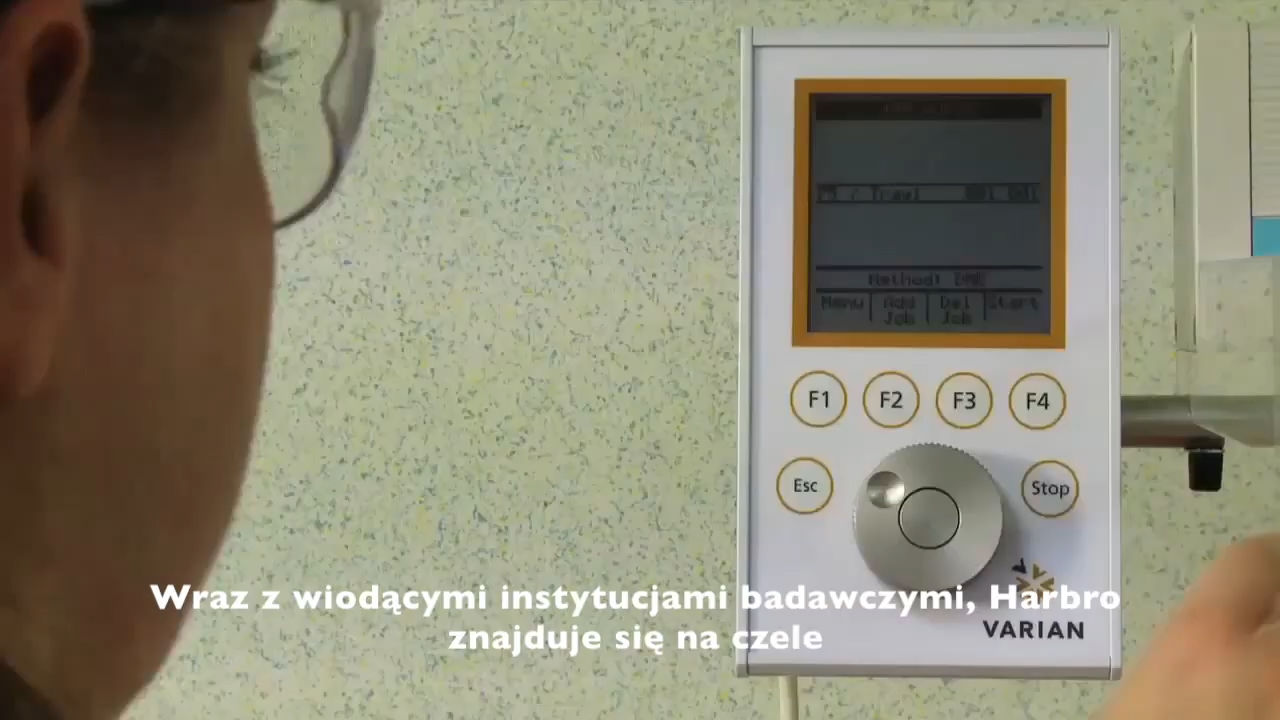 Method:
Menu
Add Job
Del Job
Start
F1 F2 F3 F4
Esc
Stop
VARIAN
Wraz z wiodącymi instytucjami badawczymi, Harbro
znajduje się na czele